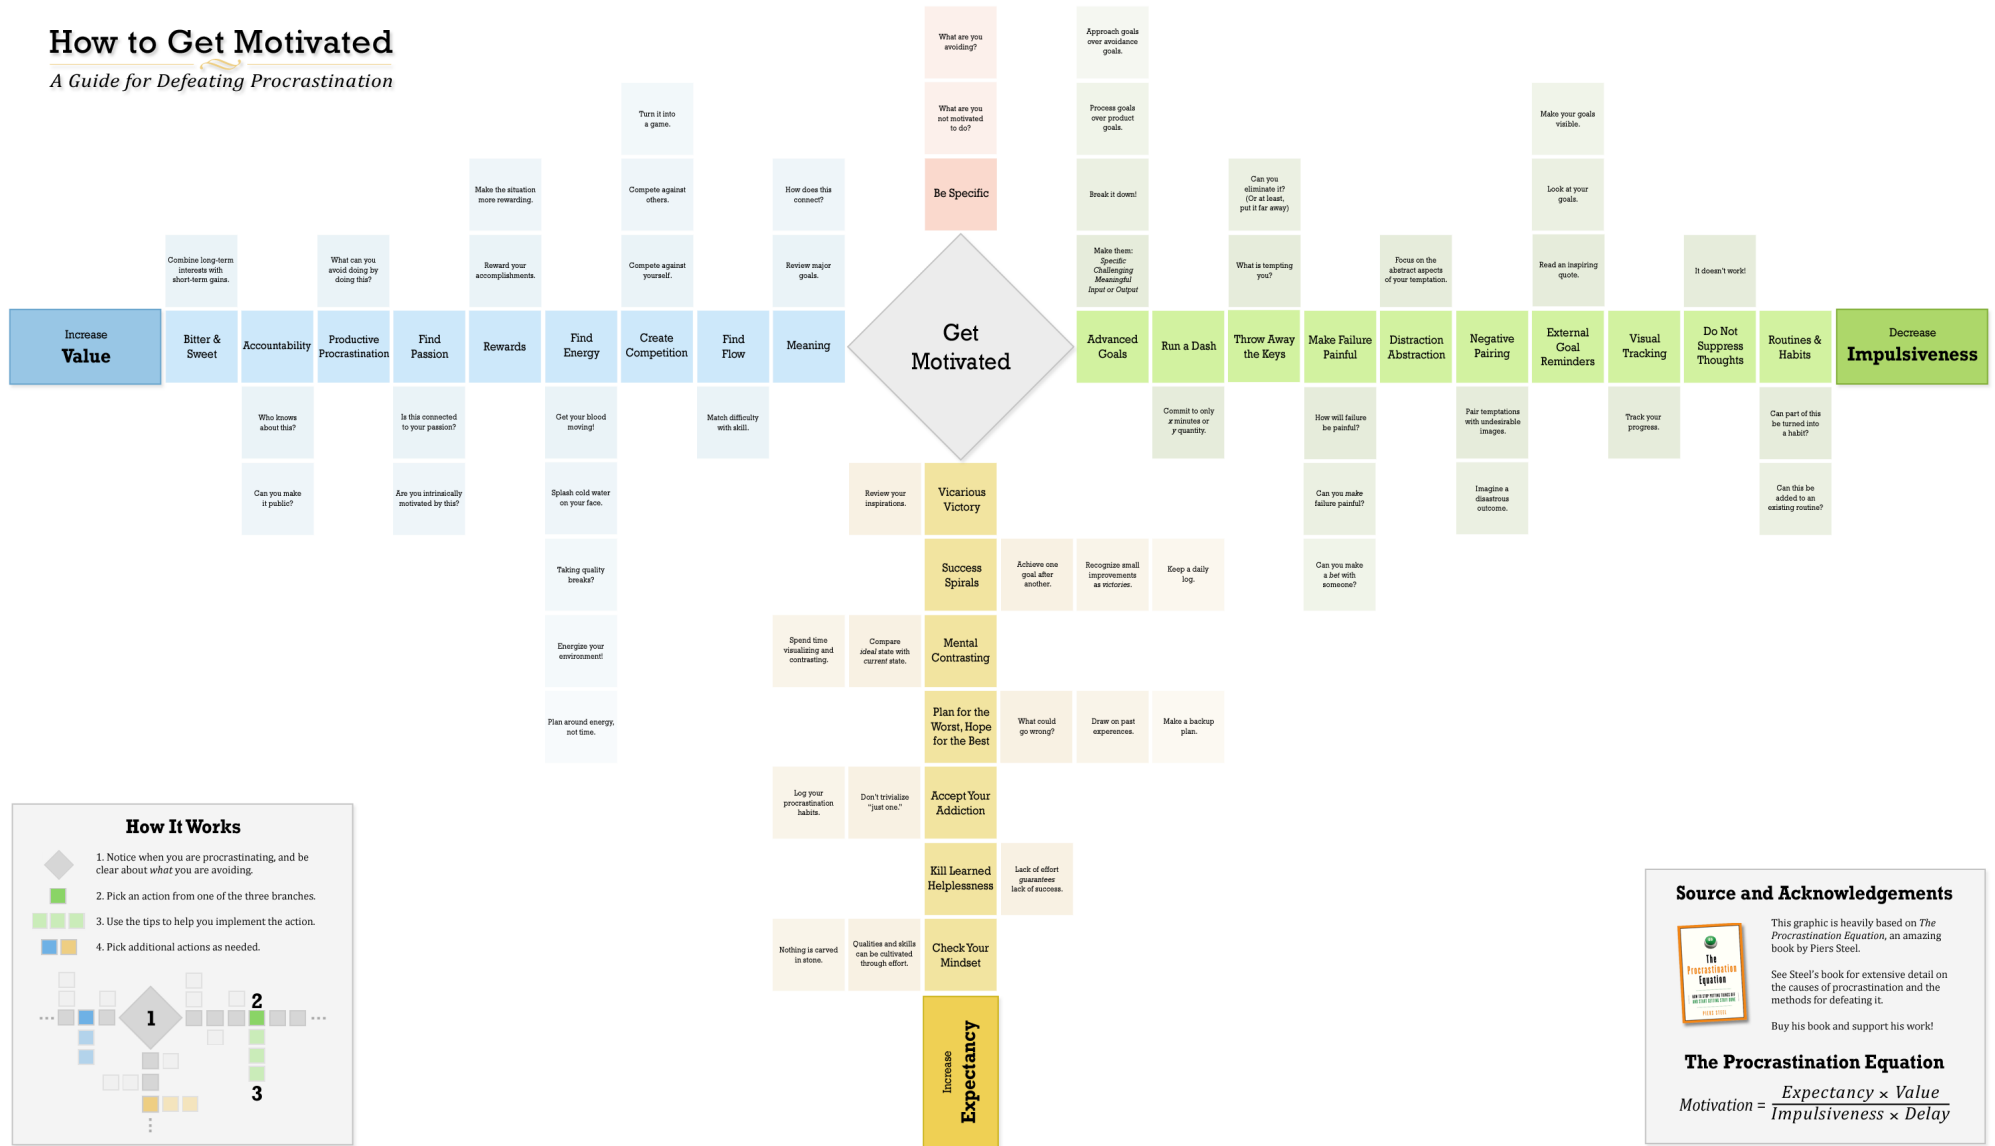 How to Get Motivated
A Guide for Defeating Procrastination
What are you
avoiding?
What are you
not motivated
to do?
Be Specific
Get
Motivated
Increase
Value
Bitter &
Sweet
Combine long-term
interests with
short-term gains.
Accountability
Who knows
about this?
Can you make
it public?
Productive
Procrastination
What can you
avoid doing by
doing this?
Find
Passion
Is this connected
to your passion?
Are you intrinsically
motivated by this?
Rewards
Make the situation
more rewarding.
Reward your
accomplishments.
Find
Energy
Get your blood
moving!
Splash cold water
on your face.
Taking quality
breaks?
Energize your
environment!
Plan around energy,
not time.
Create
Competition
Turn it into
a game.
Compete against
others.
Compete against
yourself.
Find
Flow
Match difficulty
with skill.
Meaning
How does this
connect?
Review major
goals.
Advanced
Goals
Approach goals
over avoidance
goals.
Process goals
over product
goals.
Break it down!
Make them:
Specific
Challenging
Meaningful
Input or Output
Run a Dash
Commit to only
x minutes or
y quantity.
Throw Away
the Keys
Can you
eliminate it?
(Or at least,
put it far away)
What is tempting
you?
Make Failure
Painful
How will failure
be painful?
Can you make
failure painful?
Can you make
a bet with
someone?
Distraction
Abstraction
Focus on the
abstract aspects
of your temptation.
Negative
Pairing
Pair temptations
with undesirable
images.
Imagine a
disastrous
outcome.
External
Goal
Reminders
Make your goals
visible.
Look at your
goals.
Read an inspiring
quote.
Visual
Tracking
Track your
progress.
Do Not
Suppress
Thoughts
It doesn't work!
Routines &
Habits
Can part of this
be turned into
a habit?
Can this be
added to an
existing routine?
Decrease
Impulsiveness
Review your
inspirations.
Vicarious
Victory
Success
Spirals
Achieve one
goal after
another.
Recognize small
improvements
as victories.
Keep a daily
log.
Spend time
visualizing and
contrasting.
Compare
ideal state with
current state.
Mental
Contrasting
Plan for the
Worst, Hope
for the Best
What could
go wrong?
Draw on past
experences.
Make a backup
plan.
Log your
procrastination
habits.
Don't trivialize
"just one."
Accept Your
Addiction
Kill Learned
Helplessness
Lack of effort
guarantees
lack of success.
Nothing is carved
in stone.
Qualities and skills
can be cultivated
through effort.
Check Your
Mindset
Increase
Expectancy
How It Works
1. Notice when you are procrastinating, and be
clear about what you are avoiding.
2. Pick an action from one of the three branches.
3. Use the tips to help you implement the action.
4. Pick additional actions as needed.
1
2
3
Source and Acknowledgements
This graphic is heavily based on The
Procrastination Equation, an amazing
book by Piers Steel.
See Steel's book for extensive detail on
the causes of procrastination and the
methods for defeating it.
Buy his book and support his work!
The
Procrastination
Equation
HOW TO STOP PUTTING THINGS OFF
AND START GETTING STUFF DONE
PIERS STEEL
The Procrastination Equation
Motivation = Expectancy × Value
Impulsiveness × Delay